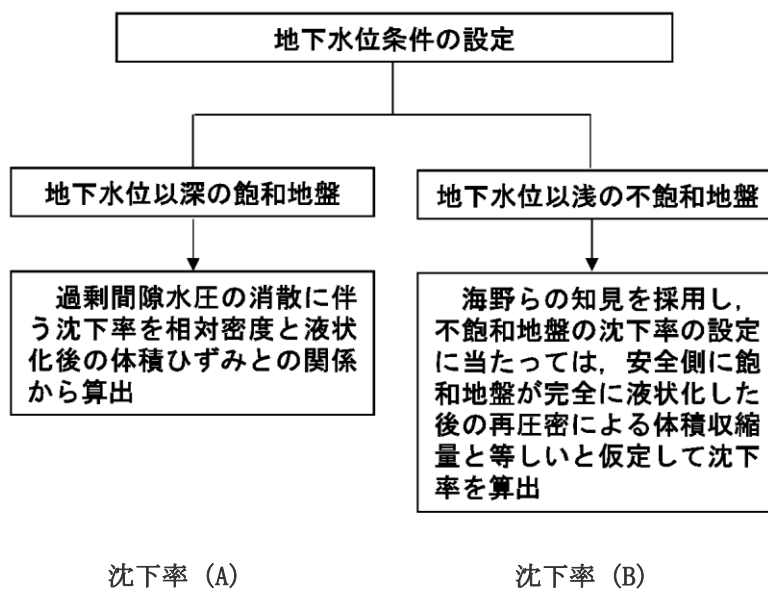 地下水位条件の設定
地下水位以深の飽和地盤
地下水位以浅の不飽和地盤
過剰間隙水圧の消散に伴
う沈下率を相対密度と液状
化後の体積ひずみとの関係
から算出
海野らの知見を採用し，
不飽和地盤の沈下率の設定
に当たっては，安全側に飽
和地盤が完全に液状化した
後の再圧密による体積収縮
量と等しいと仮定して沈下
率を算出
沈下率 (A)
沈下率 (B)